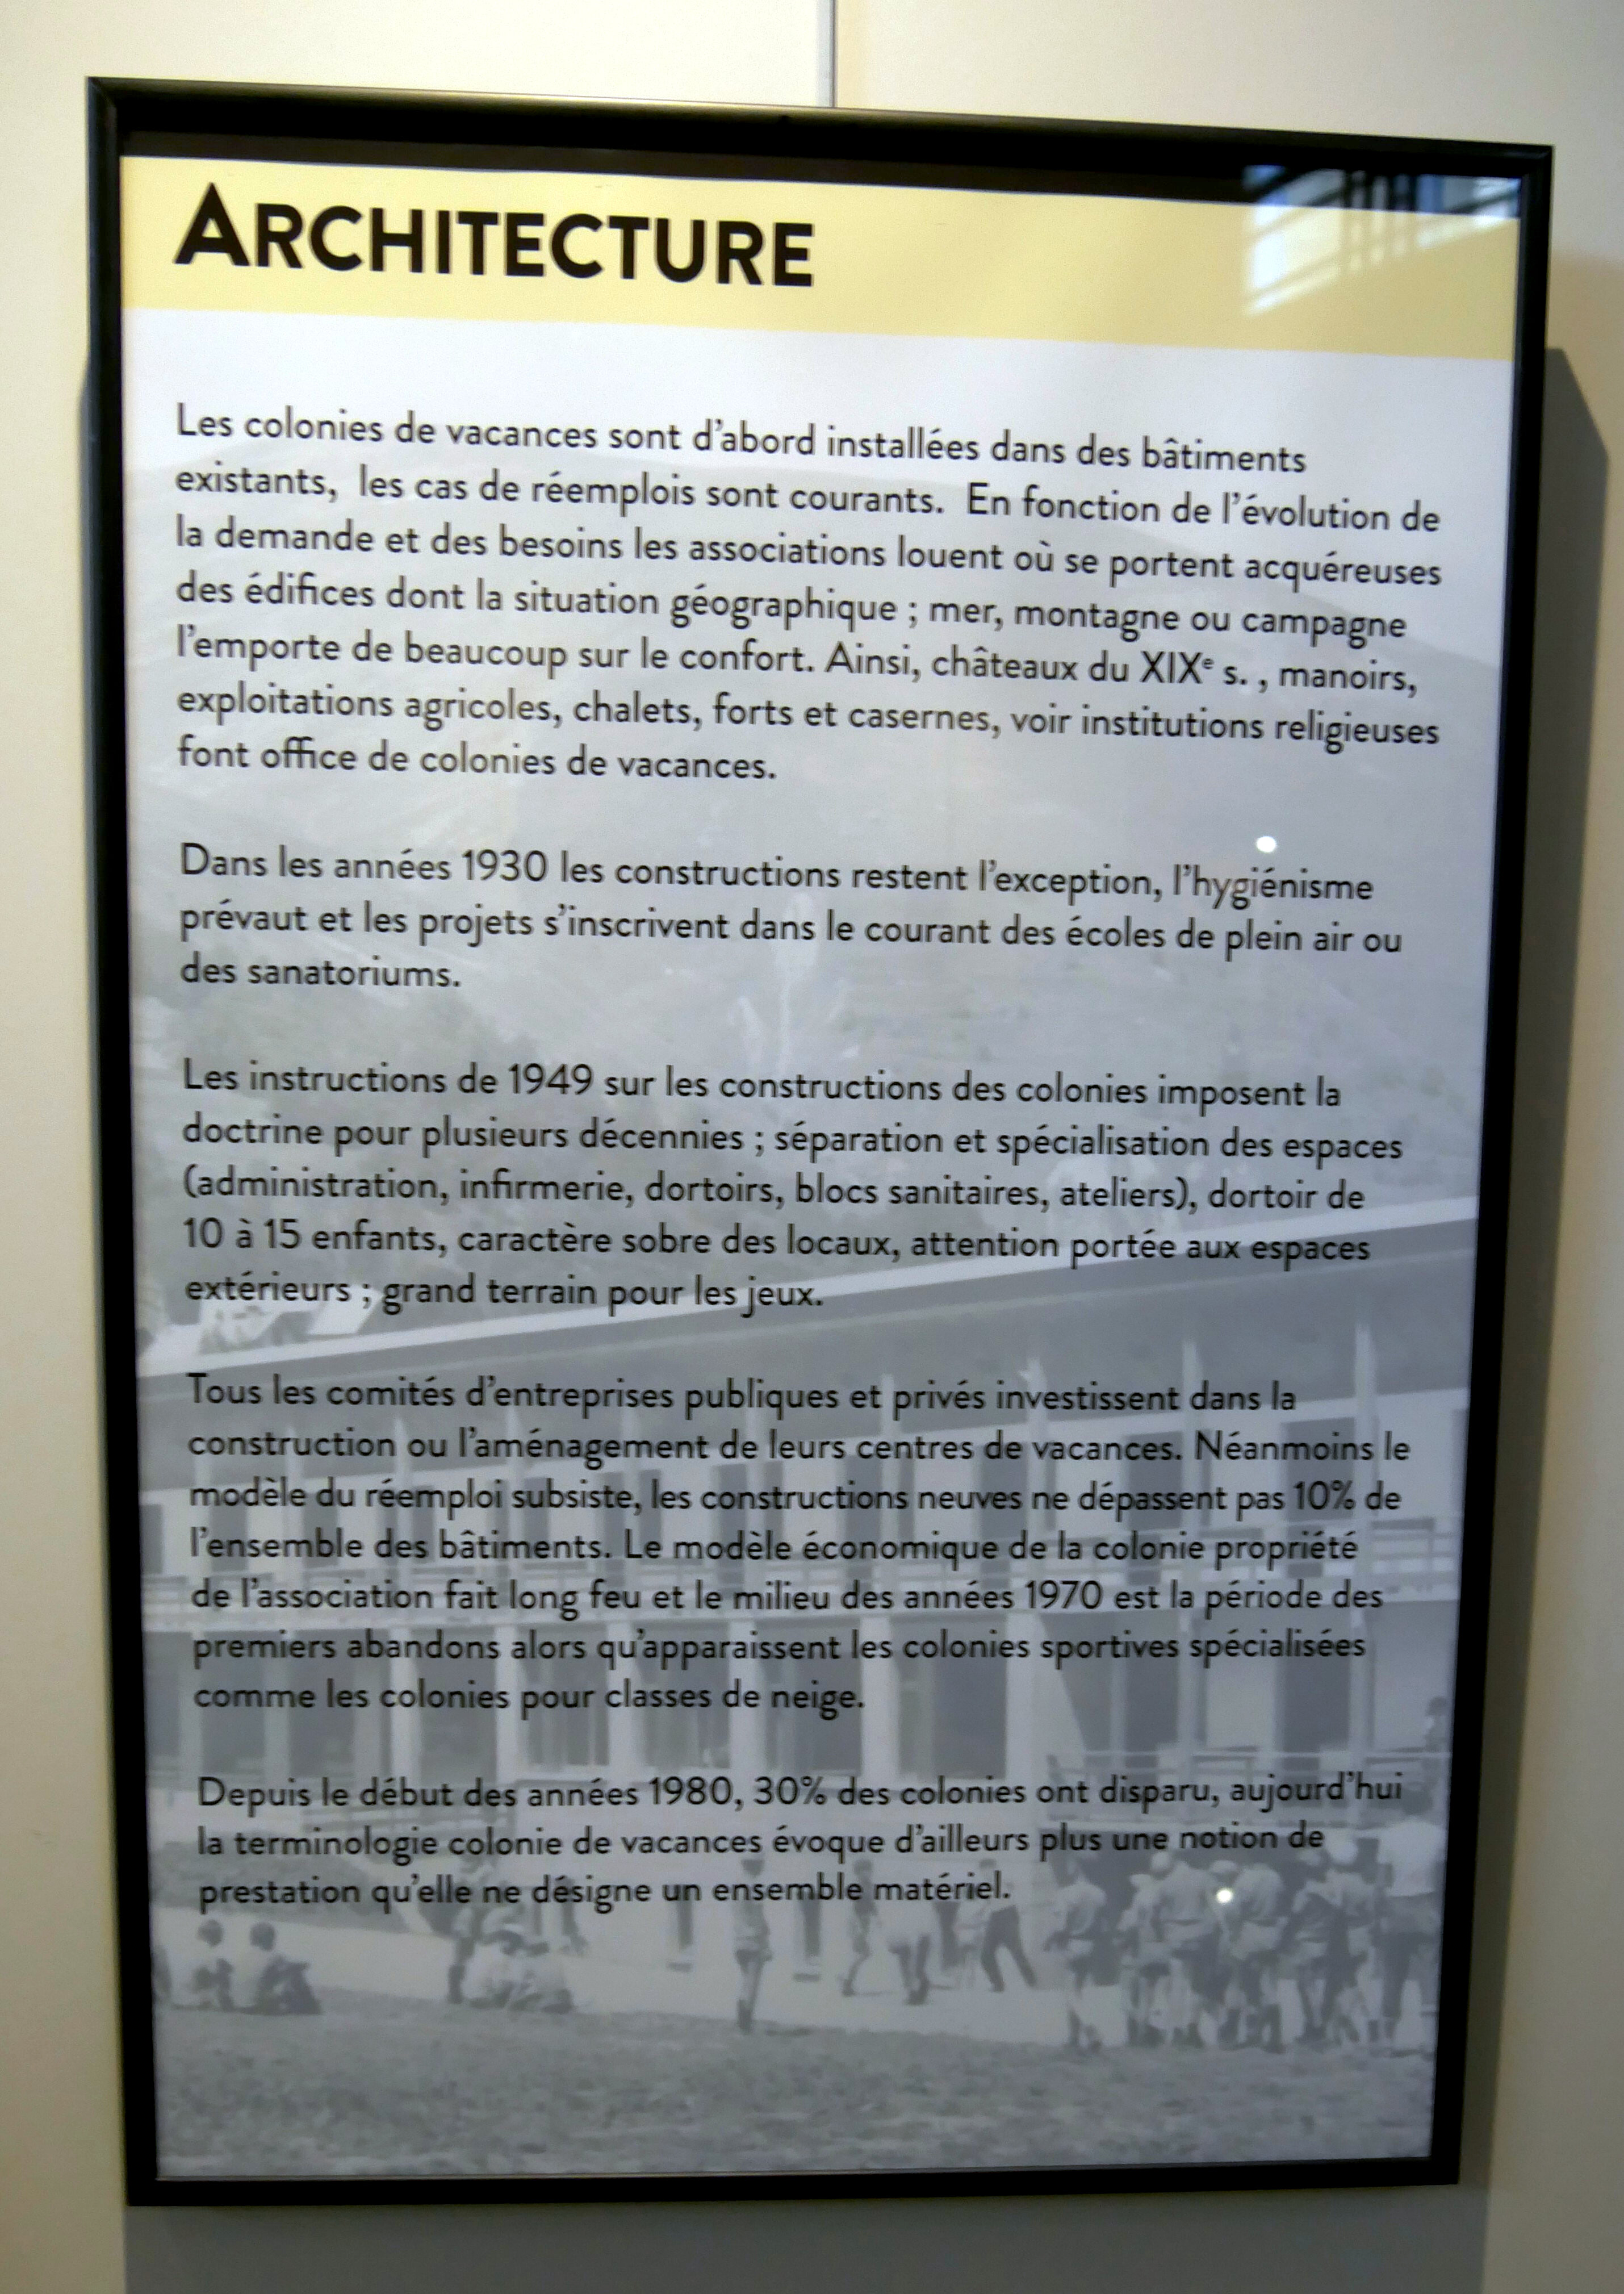 ARCHITECTURE
Les colonies de vacances sont d'abord installées dans des bâtiments
existants,  les cas de réemplois sont courants.  En fonction de l'évolution de
la demande et des besoins les associations louent où se portent acquéreuses
des édifices dont la situation géographique ; mer, montagne ou campagne
l'emporte de beaucoup sur le confort. Ainsi, châteaux du XIXᵉ s. , manoirs,
exploitations agricoles, chalets, forts et casernes, voir institutions religieuses
font office de colonies de vacances.
Dans les années 1930 les constructions restent l'exception, l'hygiénisme
prévaut et les projets s'inscrivent dans le courant des écoles de plein air ou
des sanatoriums.
Les instructions de 1949 sur les constructions des colonies imposent la
doctrine pour plusieurs décennies ; séparation et spécialisation des espaces
(administration, infirmerie, dortoirs, blocs sanitaires, ateliers), dortoir de
10 à 15 enfants, caractère sobre des locaux, attention portée aux espaces
extérieurs ; grand terrain pour les jeux.
Tous les comités d'entreprises publiques et privés investissent dans la
construction ou l'aménagement de leurs centres de vacances. Néanmoins le
modèle du réemploi subsiste, les constructions neuves ne dépassent pas 10% de
l'ensemble des bâtiments. Le modèle économique de la colonie propriété
de l'association fait long feu et le milieu des années 1970 est la période des
premiers abandons alors qu'apparaissent les colonies sportives spécialisées
comme les colonies pour classes de neige.
Depuis le début des années 1980, 30% des colonies ont disparu, aujourd'hui
la terminologie colonie de vacances évoque d'ailleurs plus une notion de
prestation qu'elle ne désigne un ensemble matériel.